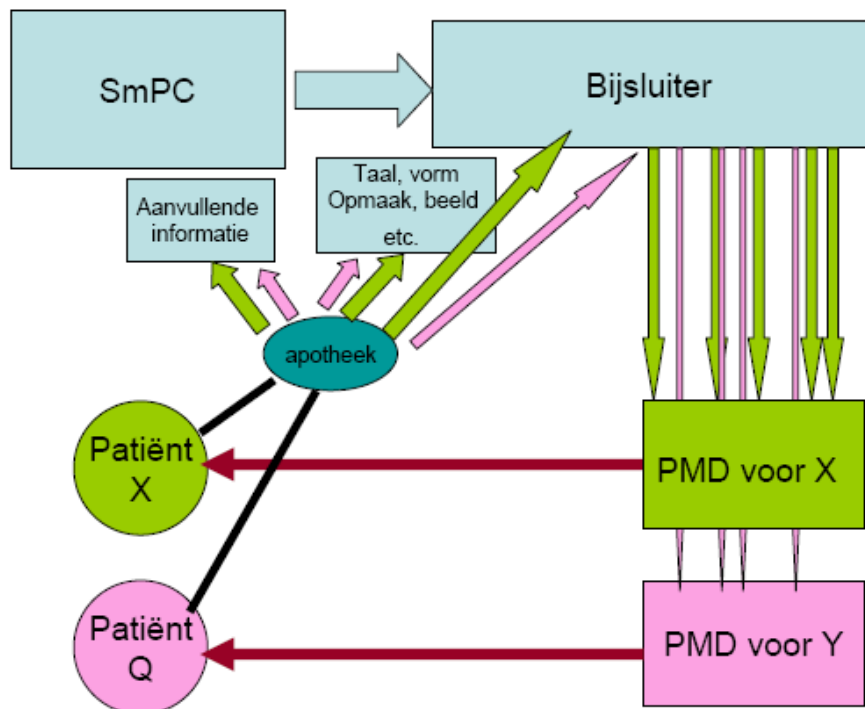 SmPC
Bijsluiter
Aanvullende
informatie
Taal, vorm
Opmaak, beeld
etc.
apotheek
Patiënt
X
PMD voor X
Patiënt
Q
PMD voor Y